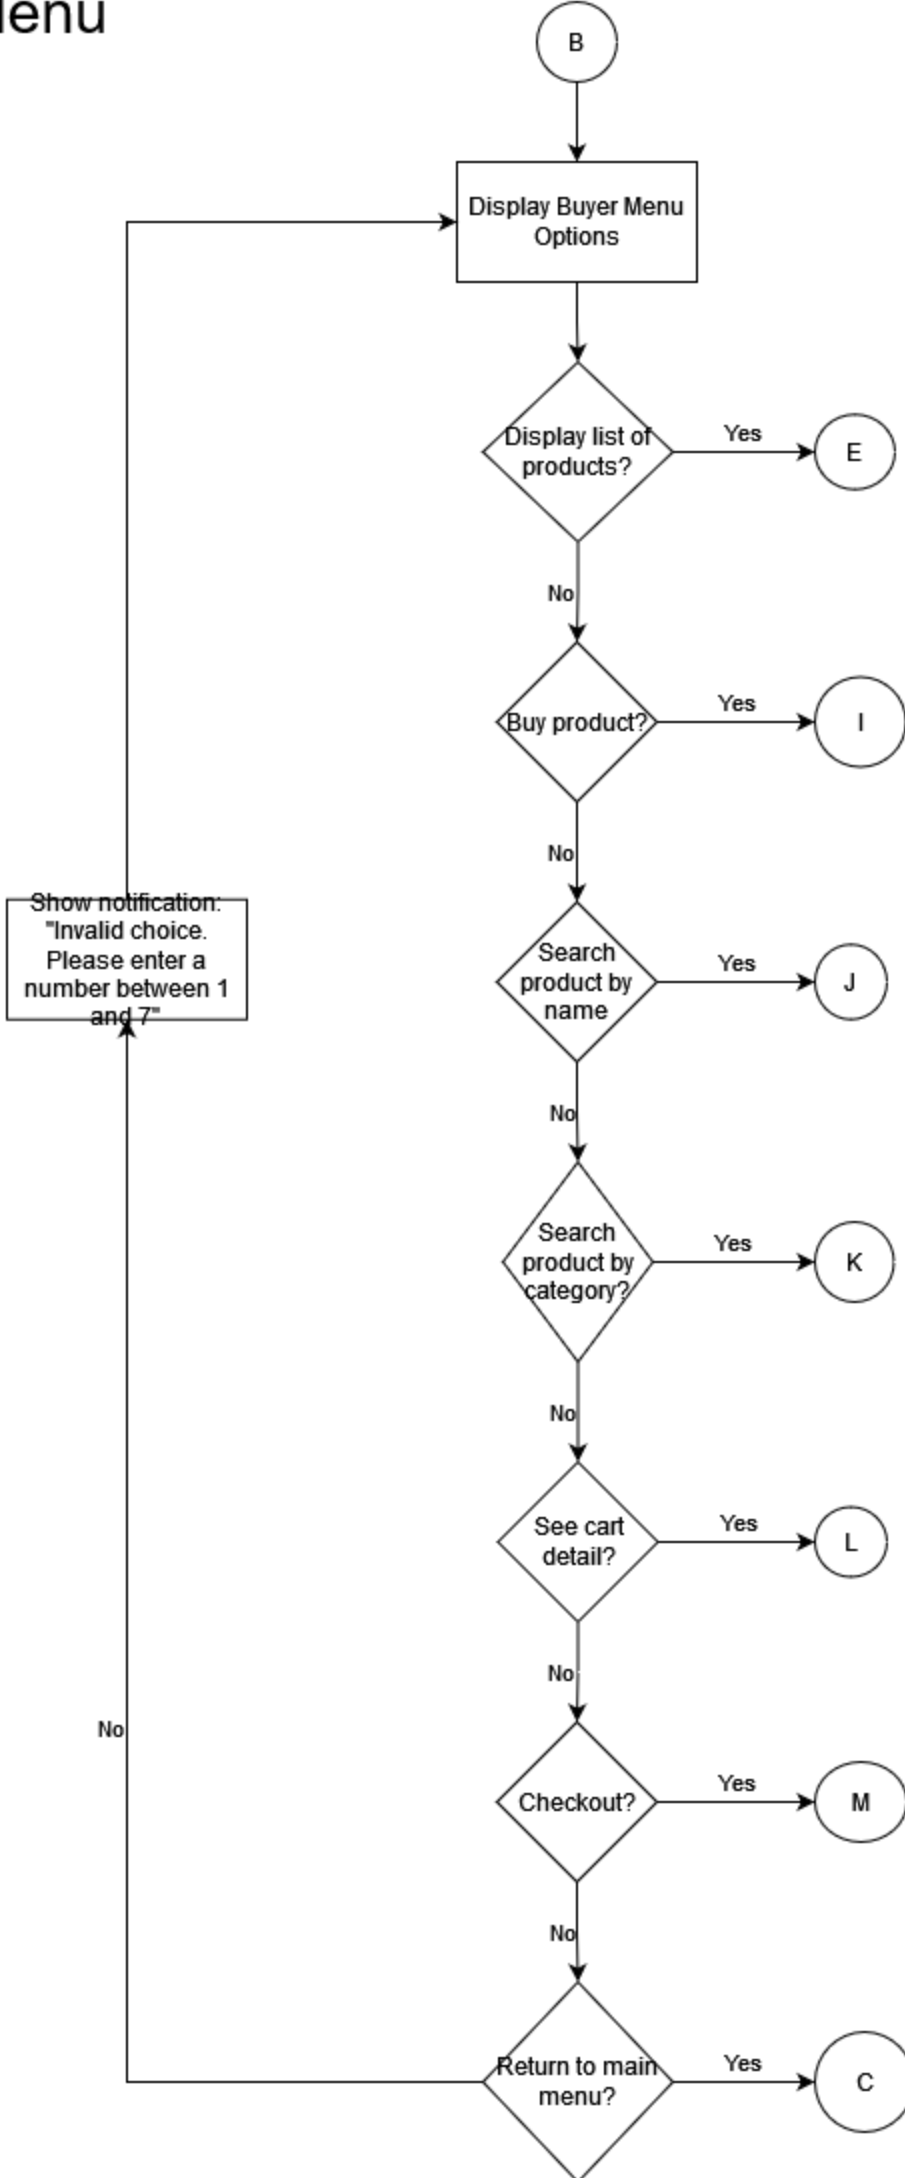 enu
B
Display Buyer Menu
Options
Display list of
products?
Yes
E
No
Buy product?
Yes
I
No
Show notification:
"Invalid choice.
Please enter a
number between 1
and 7"
Search
product by
name
Yes
J
No
Search
product by
category?
Yes
K
No
See cart
detail?
Yes
L
No
No
Checkout?
Yes
M
No
Return to main
menu?
Yes
C